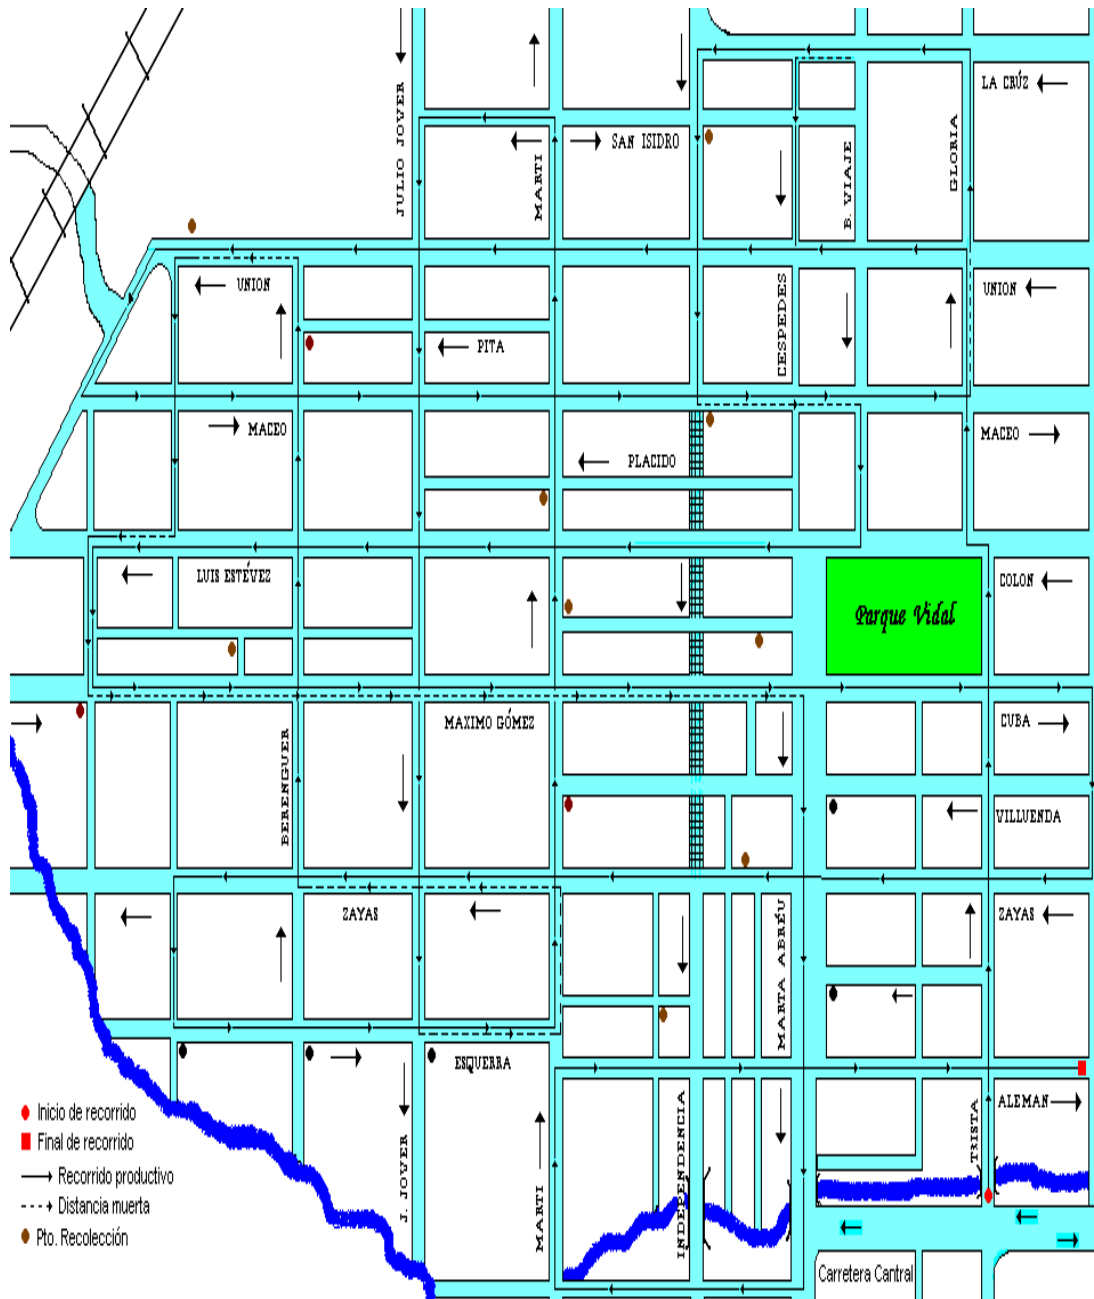 LA CRÚZ
JULIO JOVER
MARTI
SAN ISIDRO
B. VIAJE
GLORIA
UNION
CESPEDES
UNION
PITA
MACEO
PLACIDO
MACEO
LUIS ESTÉVEZ
COLON
Parque Vidal
MAXIMO GÓMEZ
CUBA
BERENGUER
VILLUENDA
ZAYAS
MARTA ABRÉU
ZAYAS
ESQUERRA
ALEMAN
TRISTA
J. JOVER
MARTI
INDEPENDENCIA
Carretera Cantral
Inicio de recorrido
Final de recorrido
Recorrido productivo
Distancia muerta
Pto. Recolección